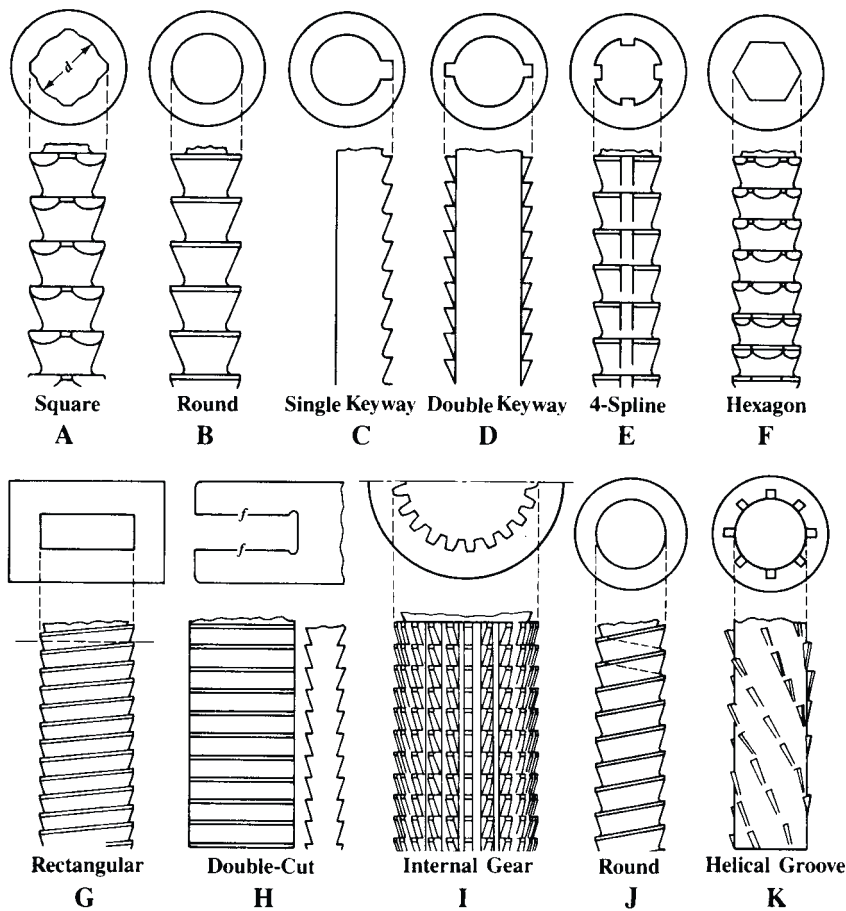 d
Square Round Single Keyway Double Keyway 4-Spline Hexagon
A B C D E F
f
f
Rectangular Double-Cut Internal Gear Round Helical Groove
G H I J K